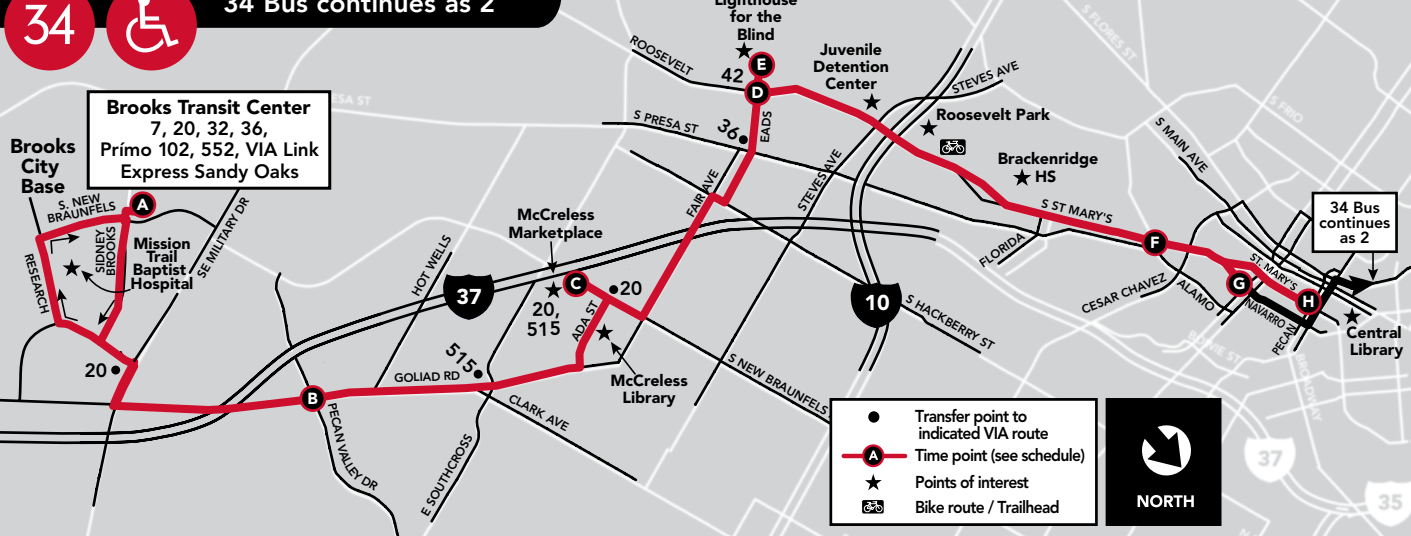 34
34 Bus continues as 2
Lighthouse
for the
Blind
ROOSEVELT
42
E
D
Juvenile
Detention
Center
STEVES AVE
S FLORES ST
S FRIO
S MAIN AVE
Roosevelt Park
Brackenridge
HS
ESA ST
Brooks Transit Center
7, 20, 32, 36,
Prímo 102, 552, VIA Link
Express Sandy Oaks
Brooks
City
Base
S. NEW
BRAUNFELS
A
SIDNEY
BROOKS
RESEARCH
Mission
Trail
Baptist
Hospital
SE MILITARY DR
20
S PRESA ST
36
EADS
FAIR AVE
STEVES AVE
McCreless
Marketplace
C
20
20,
515
ADA ST
McCreless
Library
HOT WELLS
37
515
GOLIAD RD
B
PECAN VALLEY DR
E SOUTHCROSS
CLARK AVE
S NEW BRAUNFELS
10
S HACKBERRY ST
S ST MARY'S
FLORIDA
F
CESAR CHAVEZ
ALAMO
G
ST. MARY'S
H
NAVARRO
PECAN
34 Bus
continues
as 2
Central
Library
BOWIE ST
BROADWAY
37
35
Transfer point to
indicated VIA route
A
Time point (see schedule)
Points of interest
Bike route / Trailhead
NORTH